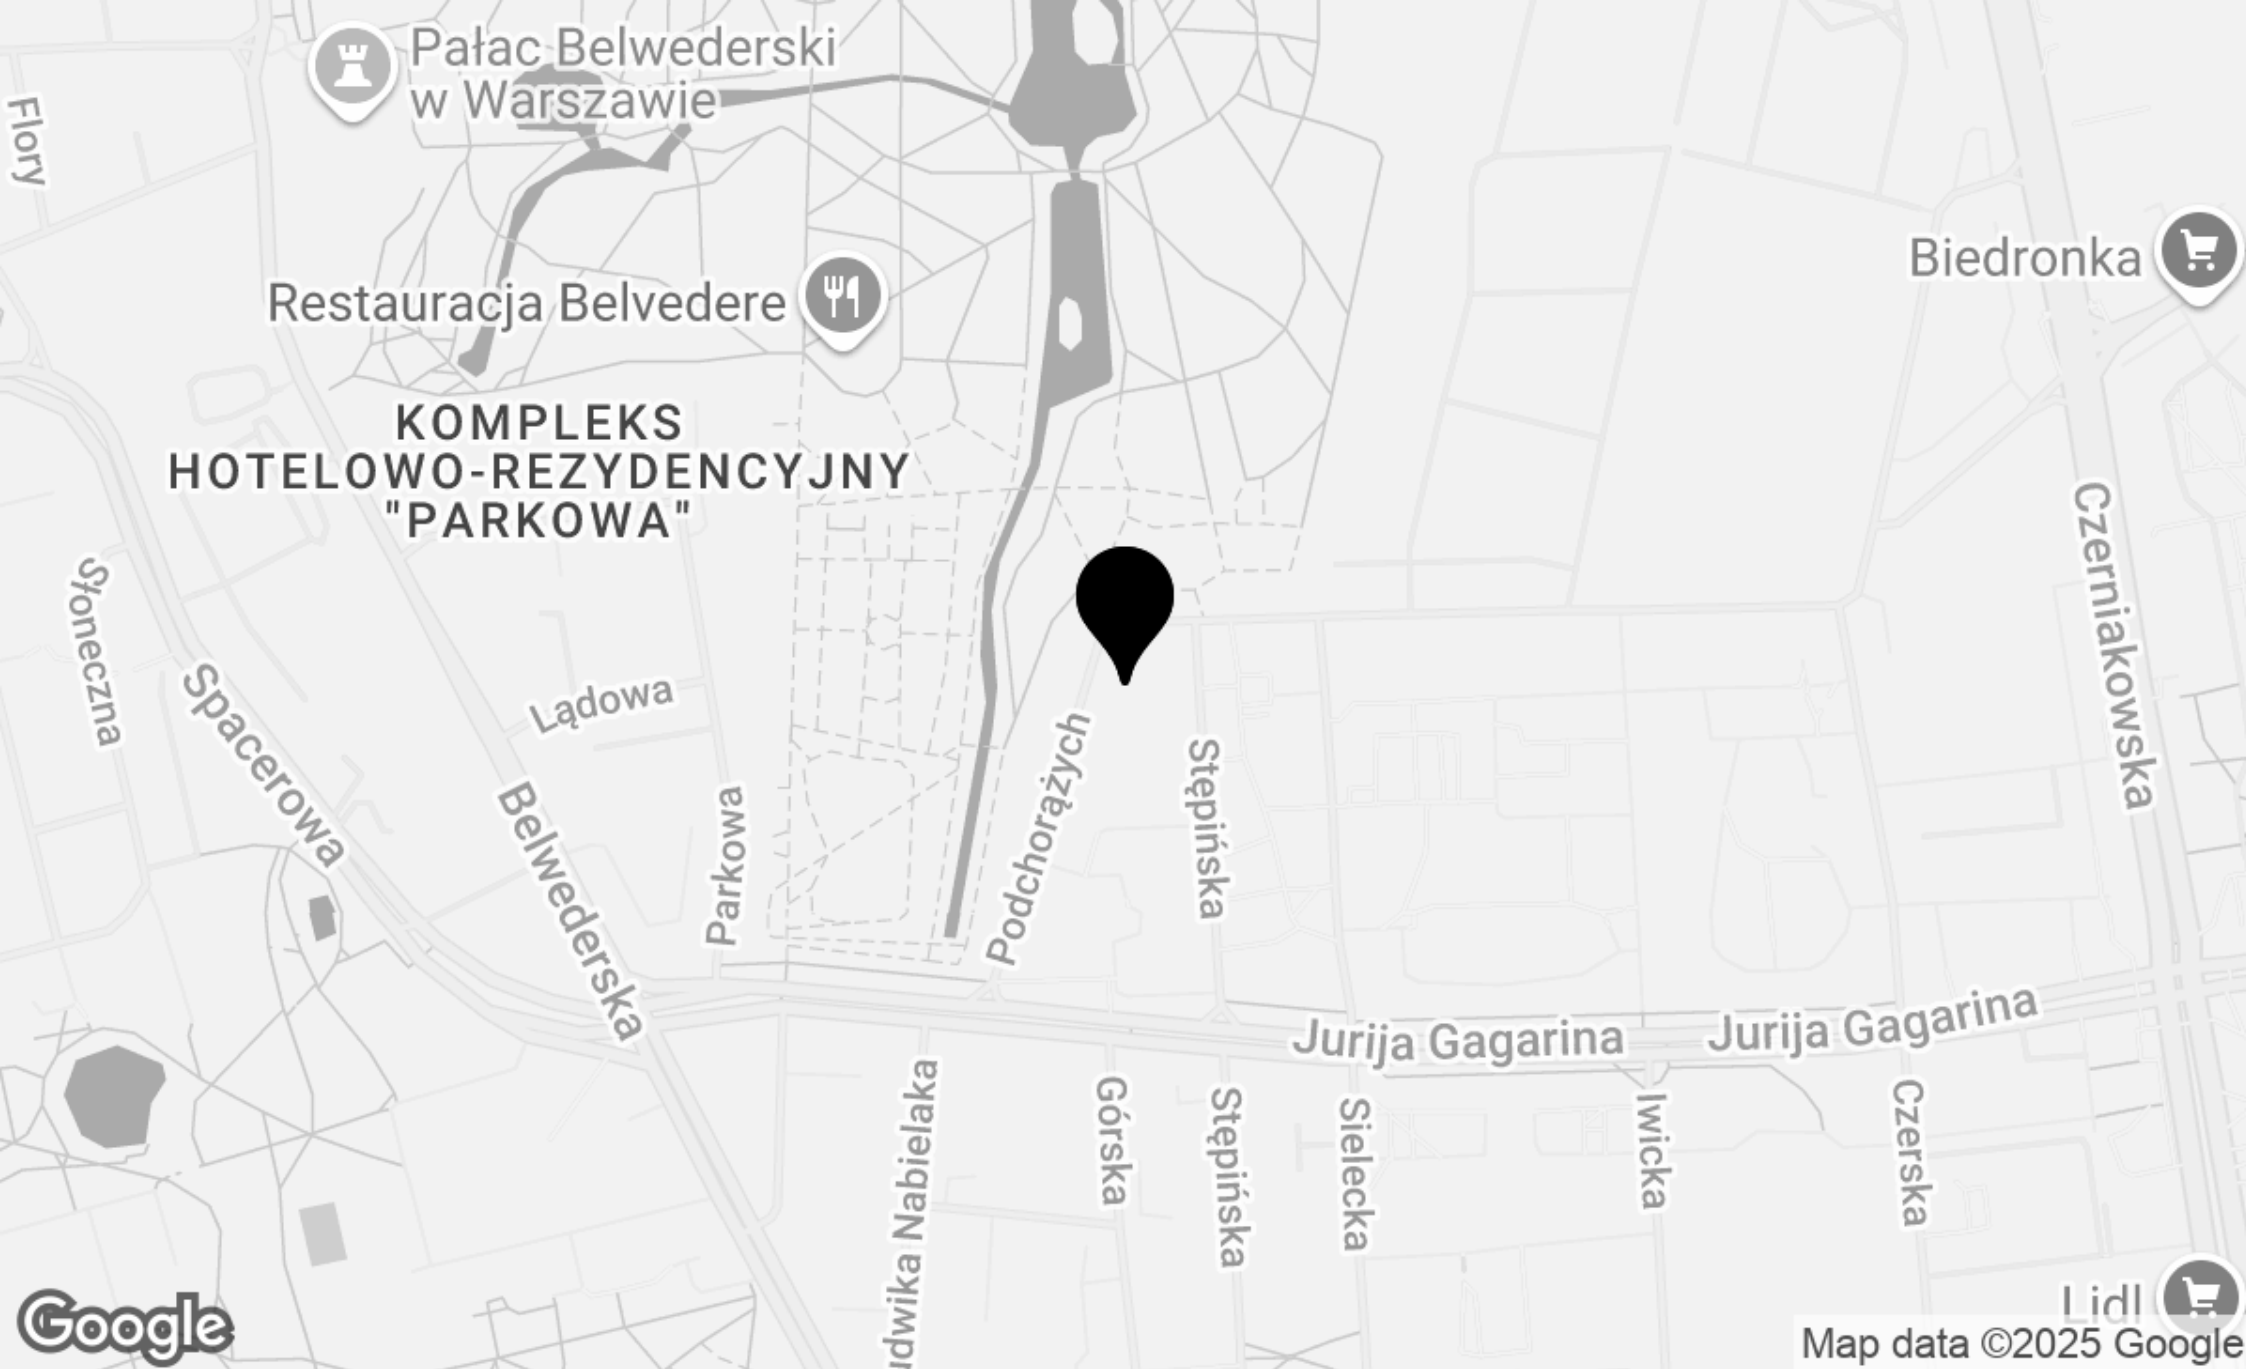 Pałac Belwederski
w Warszawie
Flory
Biedronka
Restauracja Belvedere
KOMPLEKS
HOTELOWO-REZYDENCYJNY
"PARKOWA"
Czerniakowska
Słoneczna
Spacerowa
Lądowa
Belwederska
Parkowa
Podchorążych
Stępińska
Jurija Gagarina
Jurija Gagarina
udwika Nabielaka
Górska
Stępińska
Sielecka
Iwicka
Czerska
Lidl
Google
Map data ©2025 Google